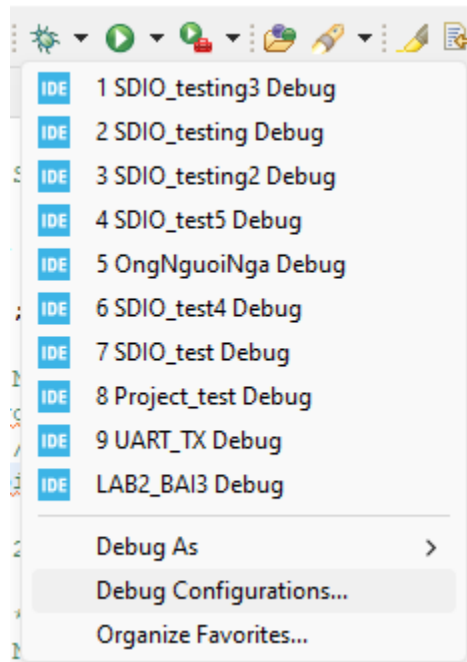 IDE 1 SDIO_testing3 Debug
IDE 2 SDIO_testing Debug
IDE 3 SDIO_testing2 Debug
IDE 4 SDIO_test5 Debug
IDE 5 OngNguoiNga Debug
IDE 6 SDIO_test4 Debug
IDE 7 SDIO_test Debug
IDE 8 Project_test Debug
IDE 9 UART_TX Debug
IDE LAB2_BAI3 Debug
Debug As
Debug Configurations...
Organize Favorites...